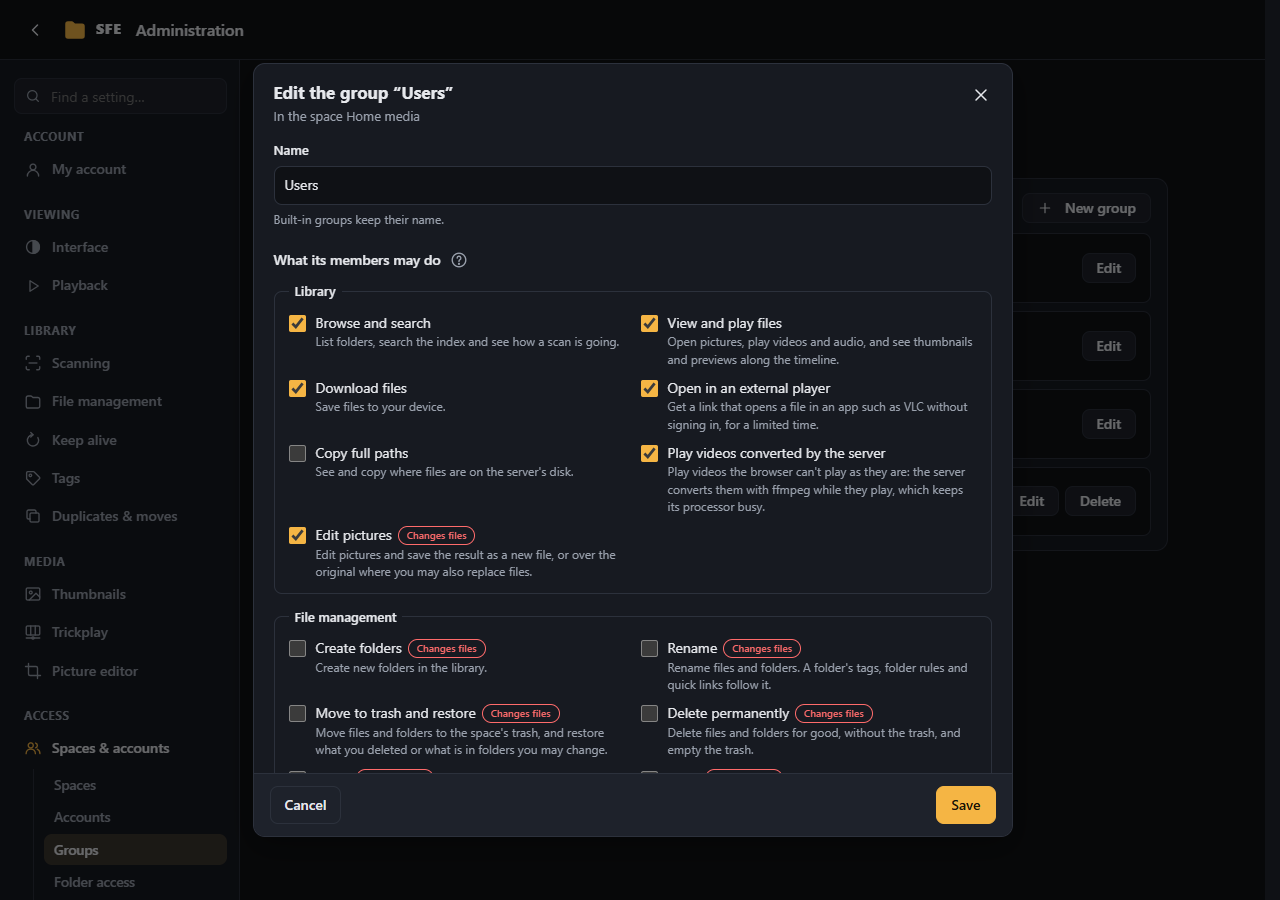 SFE Administration
Find a setting...
ACCOUNT
My account
VIEWING
Interface
Playback
LIBRARY
Scanning
File management
Keep alive
Tags
Duplicates & moves
MEDIA
Thumbnails
Trickplay
Picture editor
ACCESS
Spaces & accounts
Spaces
Accounts
Groups
Folder access
New group
Edit
Edit
Edit
Edit Delete
Edit the group “Users”
In the space Home media
Name
Users
Built-in groups keep their name.
What its members may do
Library
Browse and search
List folders, search the index and see how a scan is going.
View and play files
Open pictures, play videos and audio, and see thumbnails
and previews along the timeline.
Download files
Save files to your device.
Open in an external player
Get a link that opens a file in an app such as VLC without
signing in, for a limited time.
Copy full paths
See and copy where files are on the server's disk.
Play videos converted by the server
Play videos the browser can't play as they are: the server
converts them with ffmpeg while they play, which keeps
its processor busy.
Edit pictures Changes files
Edit pictures and save the result as a new file, or over the
original where you may also replace files.
File management
Create folders Changes files
Create new folders in the library.
Rename Changes files
Rename files and folders. A folder's tags, folder rules and
quick links follow it.
Move to trash and restore Changes files
Move files and folders to the space's trash, and restore
what you deleted or what is in folders you may change.
Delete permanently Changes files
Delete files and folders for good, without the trash, and
empty the trash.
Cancel
Save